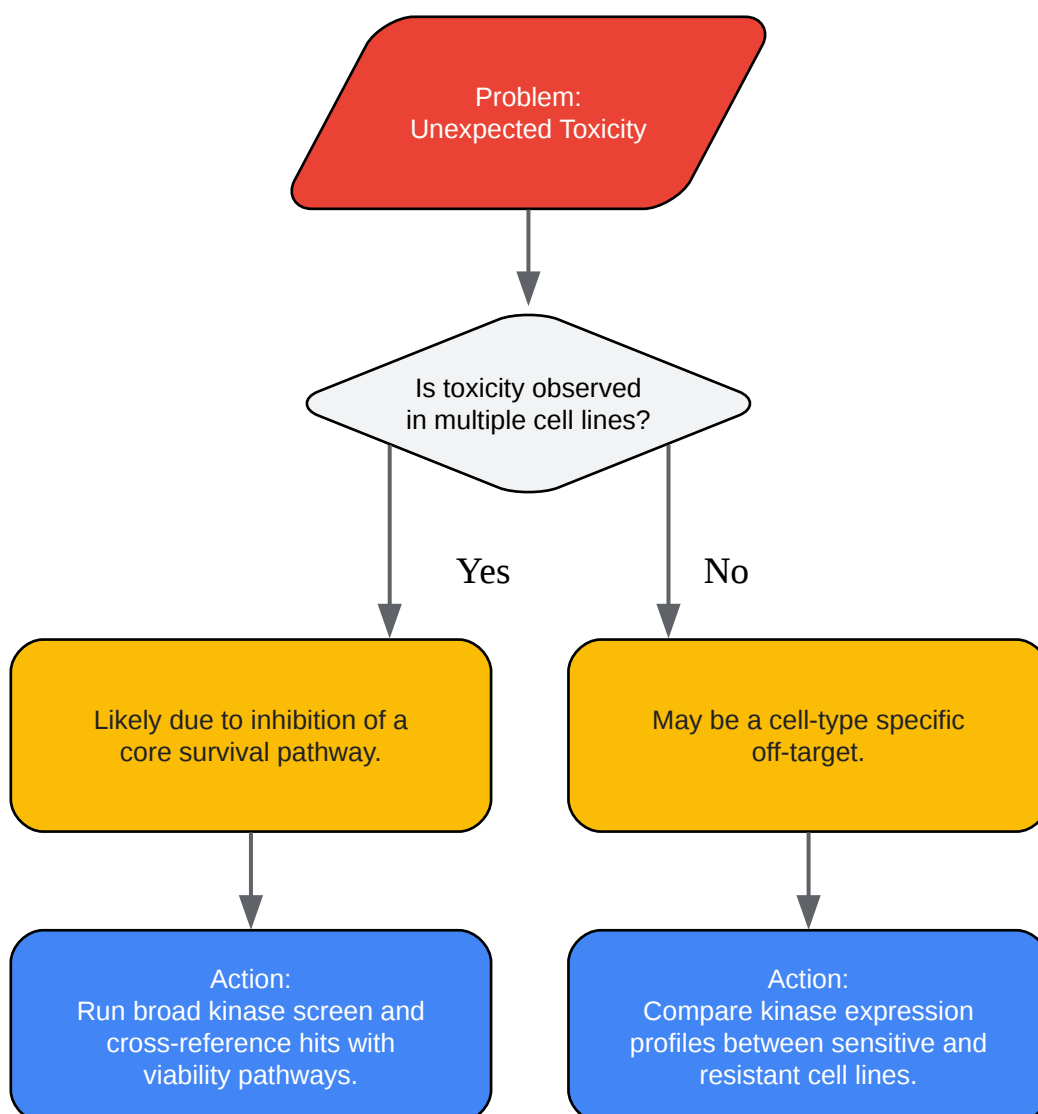 Problem:
Unexpected Toxicity
Is toxicity observed
in multiple cell lines?
Yes
No
Likely due to inhibition of a
core survival pathway.
May be a cell-type specific
off-target.
Action:
Run broad kinase screen and
cross-reference hits with
viability pathways.
Action:
Compare kinase expression
profiles between sensitive and
resistant cell lines.